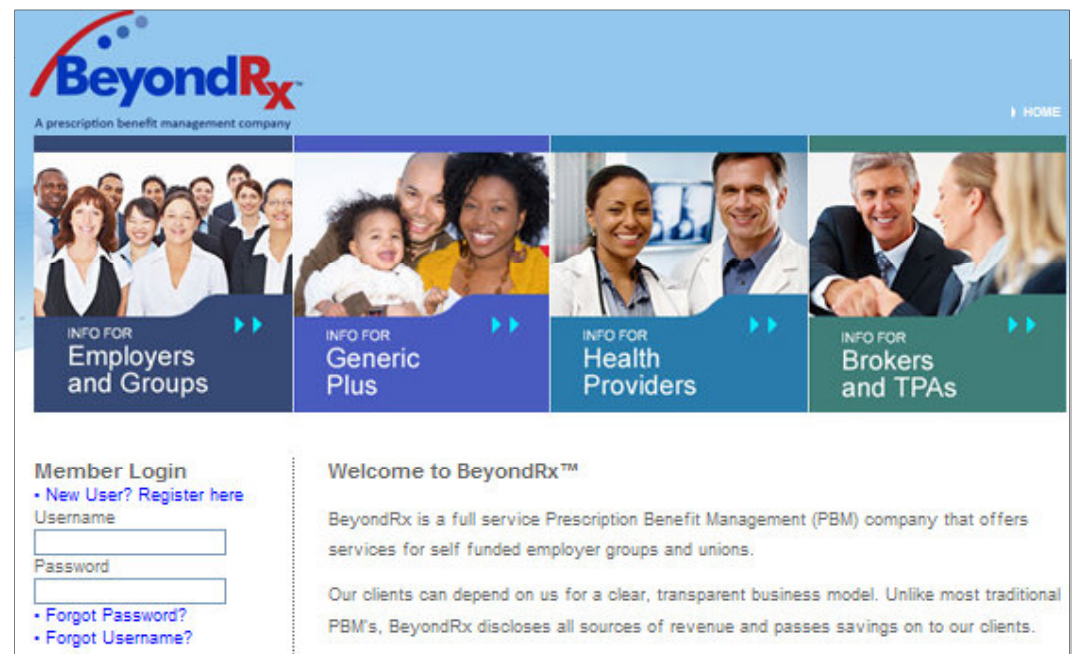 BeyondRx™
A prescription benefit management company
HOME
INFO FOR
Employers
and Groups
INFO FOR
Generic
Plus
INFO FOR
Health
Providers
INFO FOR
Brokers
and TPAs
Member Login
▪ New User? Register here
Username
Password
▪ Forgot Password?
▪ Forgot Username?
Welcome to BeyondRx™
BeyondRx is a full service Prescription Benefit Management (PBM) company that offers
services for self funded employer groups and unions.
Our clients can depend on us for a clear, transparent business model. Unlike most traditional
PBM's, BeyondRx discloses all sources of revenue and passes savings on to our clients.